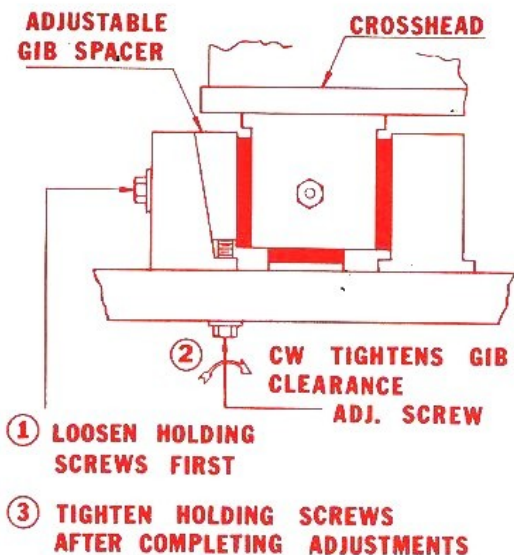 ADJUSTABLE
GIB SPACER
CROSSHEAD
2 CW TIGHTENS GIB
CLEARANCE
ADJ. SCREW
1 LOOSEN HOLDING
SCREWS FIRST
3 TIGHTEN HOLDING SCREWS
AFTER COMPLETING ADJUSTMENTS